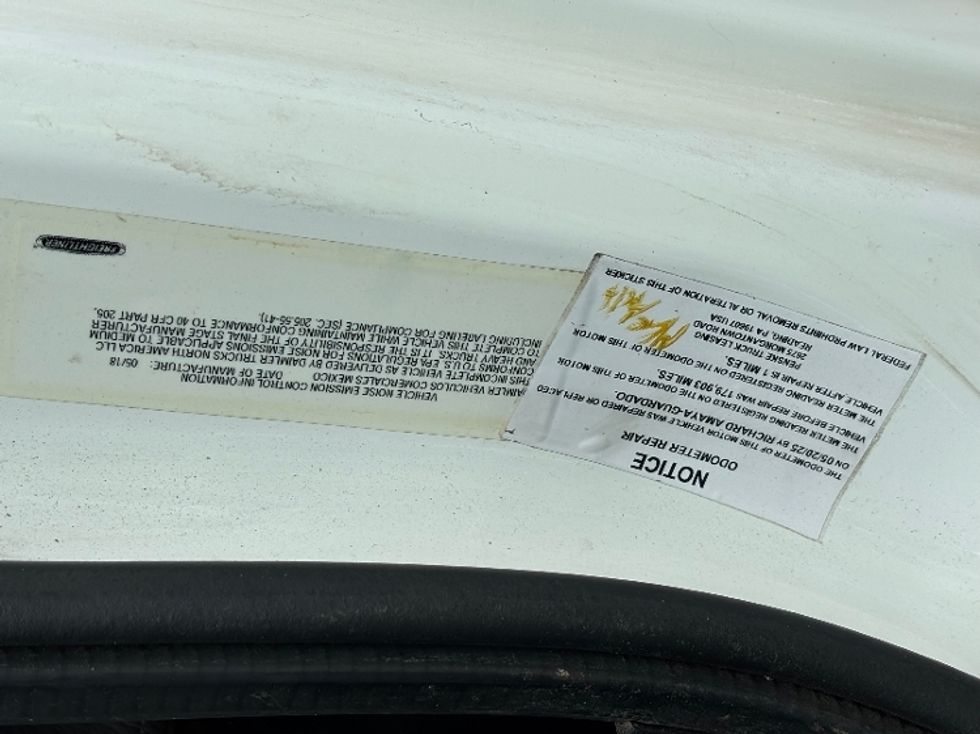 FREIGHTLINER
VEHICLE NOISE EMISSION CONTROL INFORMATION
DAIMLER VEHICULOS COMERCIALES MEXICO
DATE OF MANUFACTURE: 05/18
THIS INCOMPLETE VEHICLE AS DELIVERED BY DAIMLER TRUCKS NORTH AMERICA LLC
CONFORMS TO U.S. EPA REGULATIONS FOR NOISE EMISSIONS APPLICABLE TO MEDIUM
AND HEAVY TRUCKS. IT IS THE RESPONSIBILITY OF THE FINAL STAGE MANUFACTURER
TO COMPLETE THIS VEHICLE WHILE MAINTAINING CONFORMANCE TO 40 CFR PART 205,
INCLUDING LABELING FOR COMPLIANCE (SEC. 205.55-41).
NOTICE
ODOMETER REPAIR
THE ODOMETER OF THIS MOTOR VEHICLE WAS REPAIRED OR REPLACED
ON 05/20/25 BY RICHARD AMAYA-GUARDADO.
THE METER READING REGISTERED ON THE ODOMETER OF THIS MOTOR
VEHICLE BEFORE REPAIR WAS 179,903 MILES.
THE METER READING REGISTERED ON THE ODOMETER OF THIS MOTOR
VEHICLE AFTER REPAIR IS 1 MILES.
PENSKE TRUCK LEASING
2675 MORGANTOWN ROAD
READING, PA 19607 USA
FEDERAL LAW PROHIBITS REMOVAL OR ALTERATION OF THIS STICKER